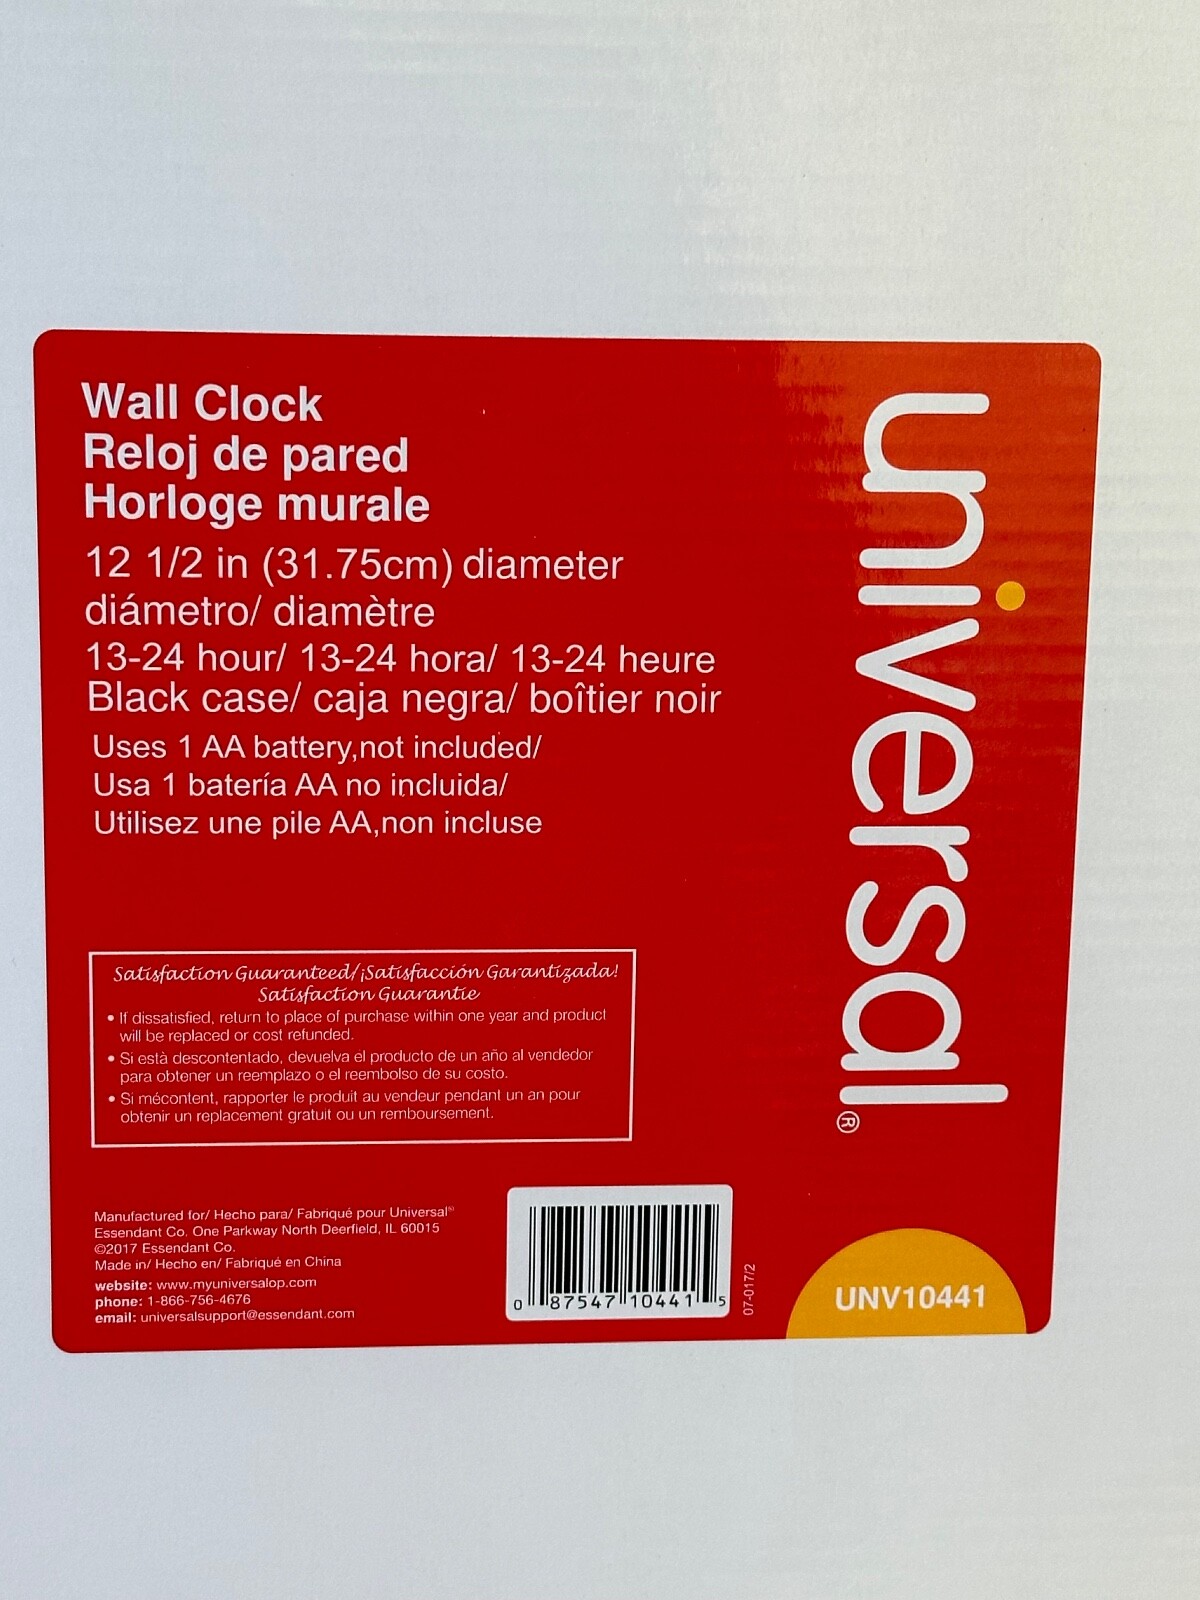 Wall Clock
Reloj de pared
Horloge murale
12 1/2 in (31.75cm) diameter
diámetro/ diamètre
13-24 hour/ 13-24 hora/ 13-24 heure
Black case/ caja negra/ boîtier noir
Uses 1 AA battery,not included/
Usa 1 batería AA no incluida/
Utilisez une pile AA,non incluse
universal®
Satisfaction Guaranteed/¡Satisfacción Garantizada!
Satisfaction Guarantie
• If dissatisfied, return to place of purchase within one year and product
will be replaced or cost refunded.
• Si està descontentado, devuelva el producto de un año al vendedor
para obtener un reemplazo o el reembolso de su costo.
• Si mécontent, rapporter le produit au vendeur pendant un an pour
obtenir un replacement gratuit ou un remboursement.
Manufactured for/ Hecho para/ Fabriqué pour Universal®
Essendant Co. One Parkway North Deerfield, IL 60015
©2017 Essendant Co.
Made in/ Hecho en/ Fabriqué en China
website: www.myuniversalop.com
phone: 1-866-756-4676
email: universalsupport@essendant.com
0 87547 10441 5
07-017/2
UNV10441